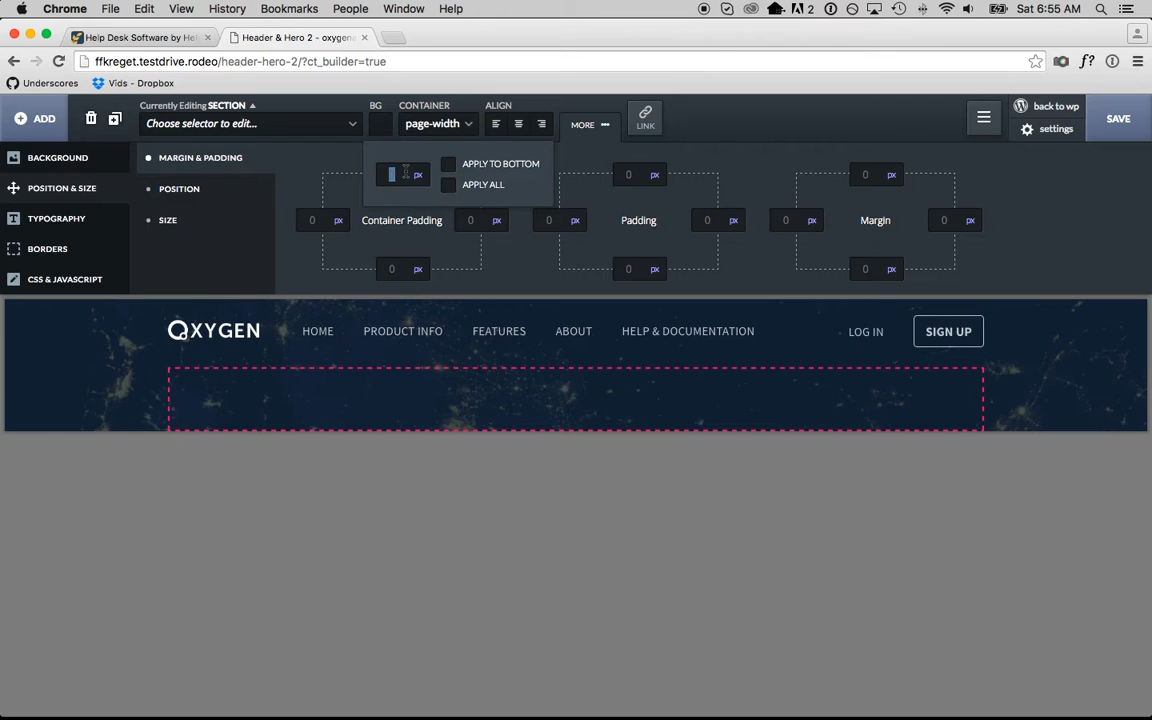 Chrome File Edit View History Bookmarks People Window Help
2 Sat 6:55 AM
Help Desk Software by Hel
Header & Hero 2 - oxygen
ffkreget.testdrive.rodeo/header-hero-2/?ct_builder=true
f?
Underscores Vids - Dropbox
ADD
Currently Editing SECTION
Choose selector to edit...
BG
CONTAINER
page-width
ALIGN
MORE
LINK
back to wp
settings
SAVE
BACKGROUND
POSITION & SIZE
TYPOGRAPHY
BORDERS
CSS & JAVASCRIPT
MARGIN & PADDING
POSITION
SIZE
px
APPLY TO BOTTOM
APPLY ALL
0 px Container Padding 0 px
0 px
0 px
0 px Padding 0 px
0 px
0 px
0 px Margin 0 px
0 px
OXYGEN HOME PRODUCT INFO FEATURES ABOUT HELP & DOCUMENTATION LOG IN SIGN UP